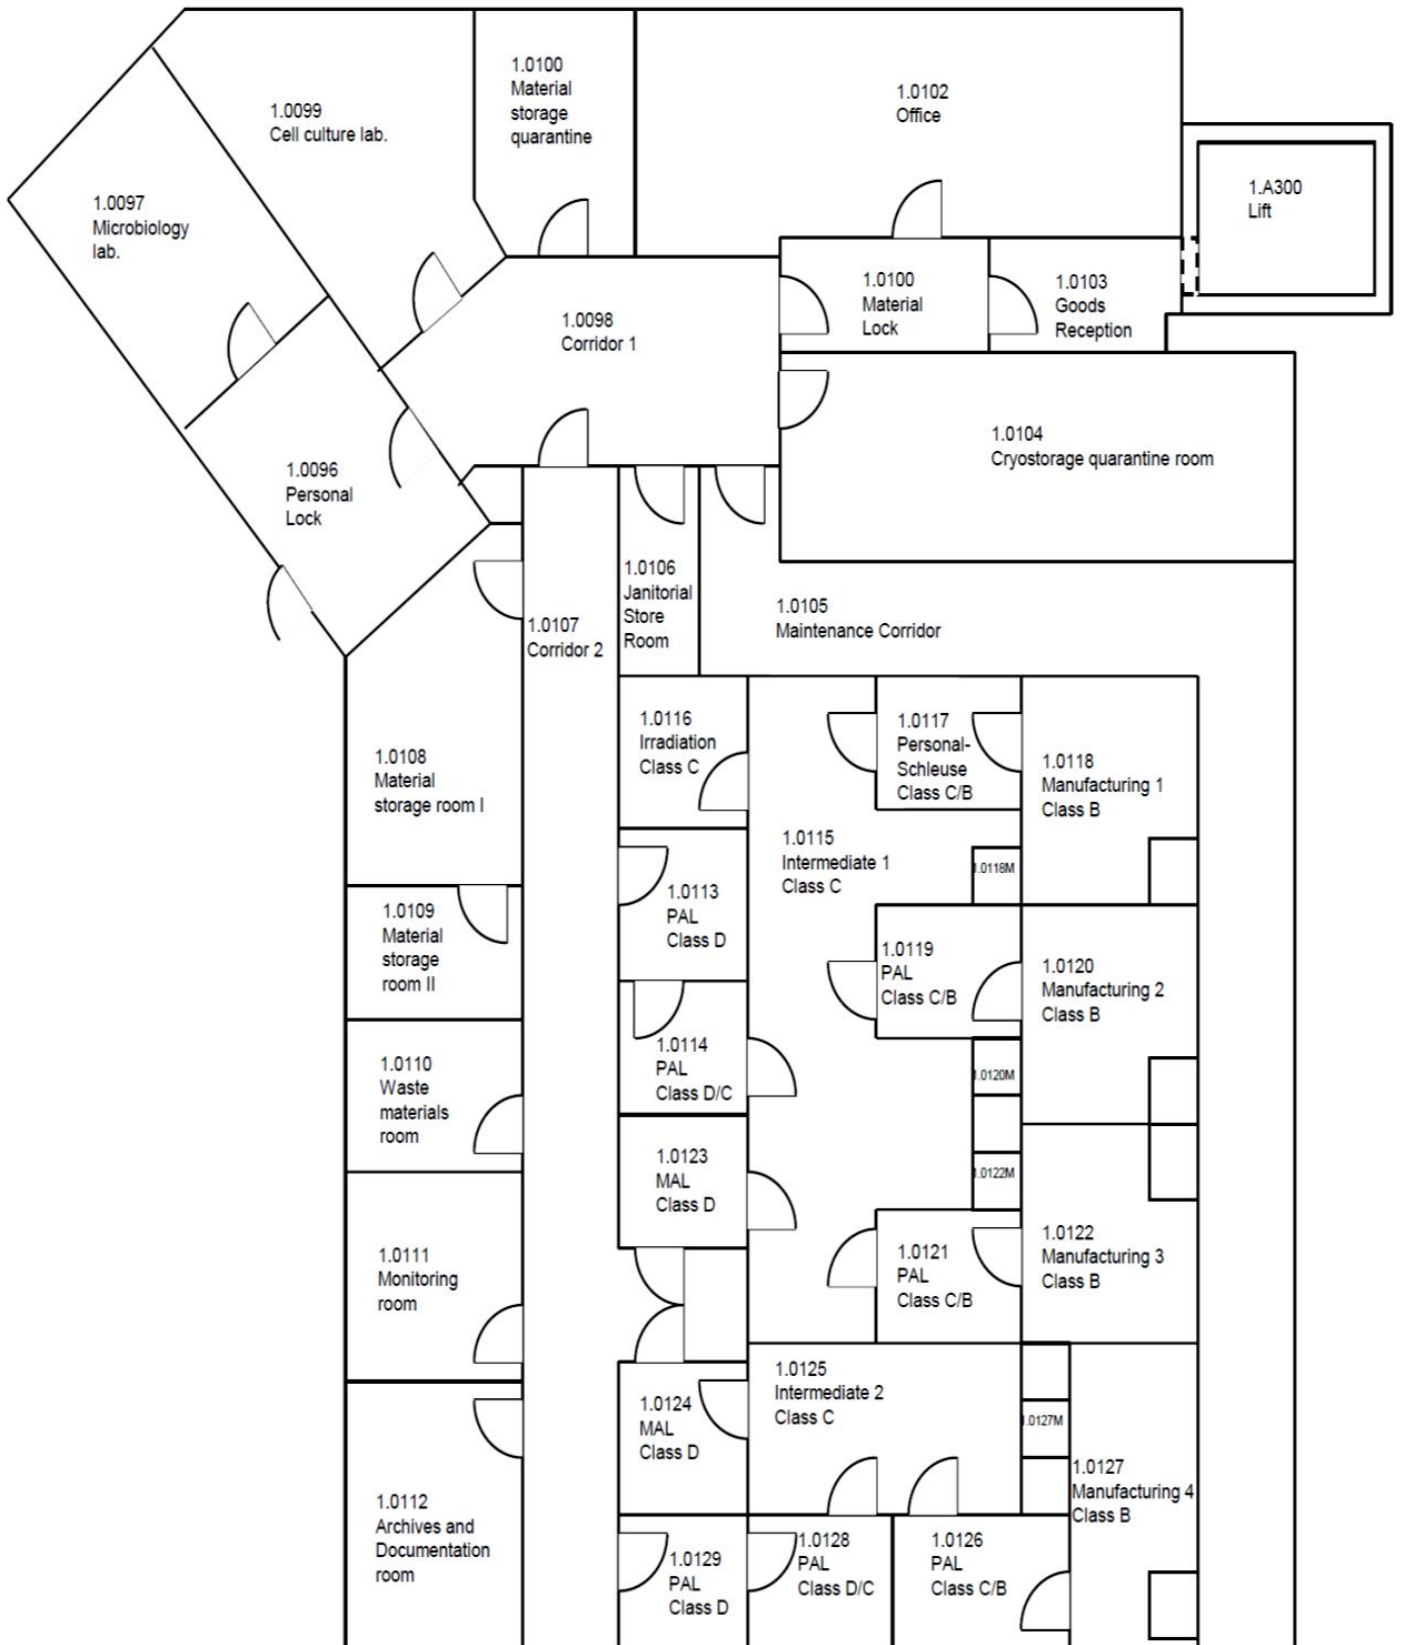 1.0100
Material
storage
quarantine
1.0102
Office
1.0099
Cell culture lab.
1.A300
Lift
1.0097
Microbiology
lab.
1.0100
Material
Lock
1.0103
Goods
Reception
1.0098
Corridor 1
1.0104
Cryostorage quarantine room
1.0096
Personal
Lock
1.0106
Janitorial
Store
Room
1.0105
Maintenance Corridor
1.0107
Corridor 2
1.0116
Irradiation
Class C
1.0117
Personal-
Schleuse
Class C/B
1.0118
Manufacturing 1
Class B
1.0108
Material
storage room I
1.0115
Intermediate 1
Class C
1.0118M
1.0113
PAL
Class D
1.0109
Material
storage
room II
1.0119
PAL
Class C/B
1.0120
Manufacturing 2
Class B
1.0114
PAL
Class D/C
1.0120M
1.0110
Waste
materials
room
1.0123
MAL
Class D
1.0122M
1.0111
Monitoring
room
1.0121
PAL
Class C/B
1.0122
Manufacturing 3
Class B
1.0125
Intermediate 2
Class C
1.0124
MAL
Class D
1.0127M
1.0127
Manufacturing 4
Class B
1.0112
Archives and
Documentation
room
1.0129
PAL
Class D
1.0128
PAL
Class D/C
1.0126
PAL
Class C/B